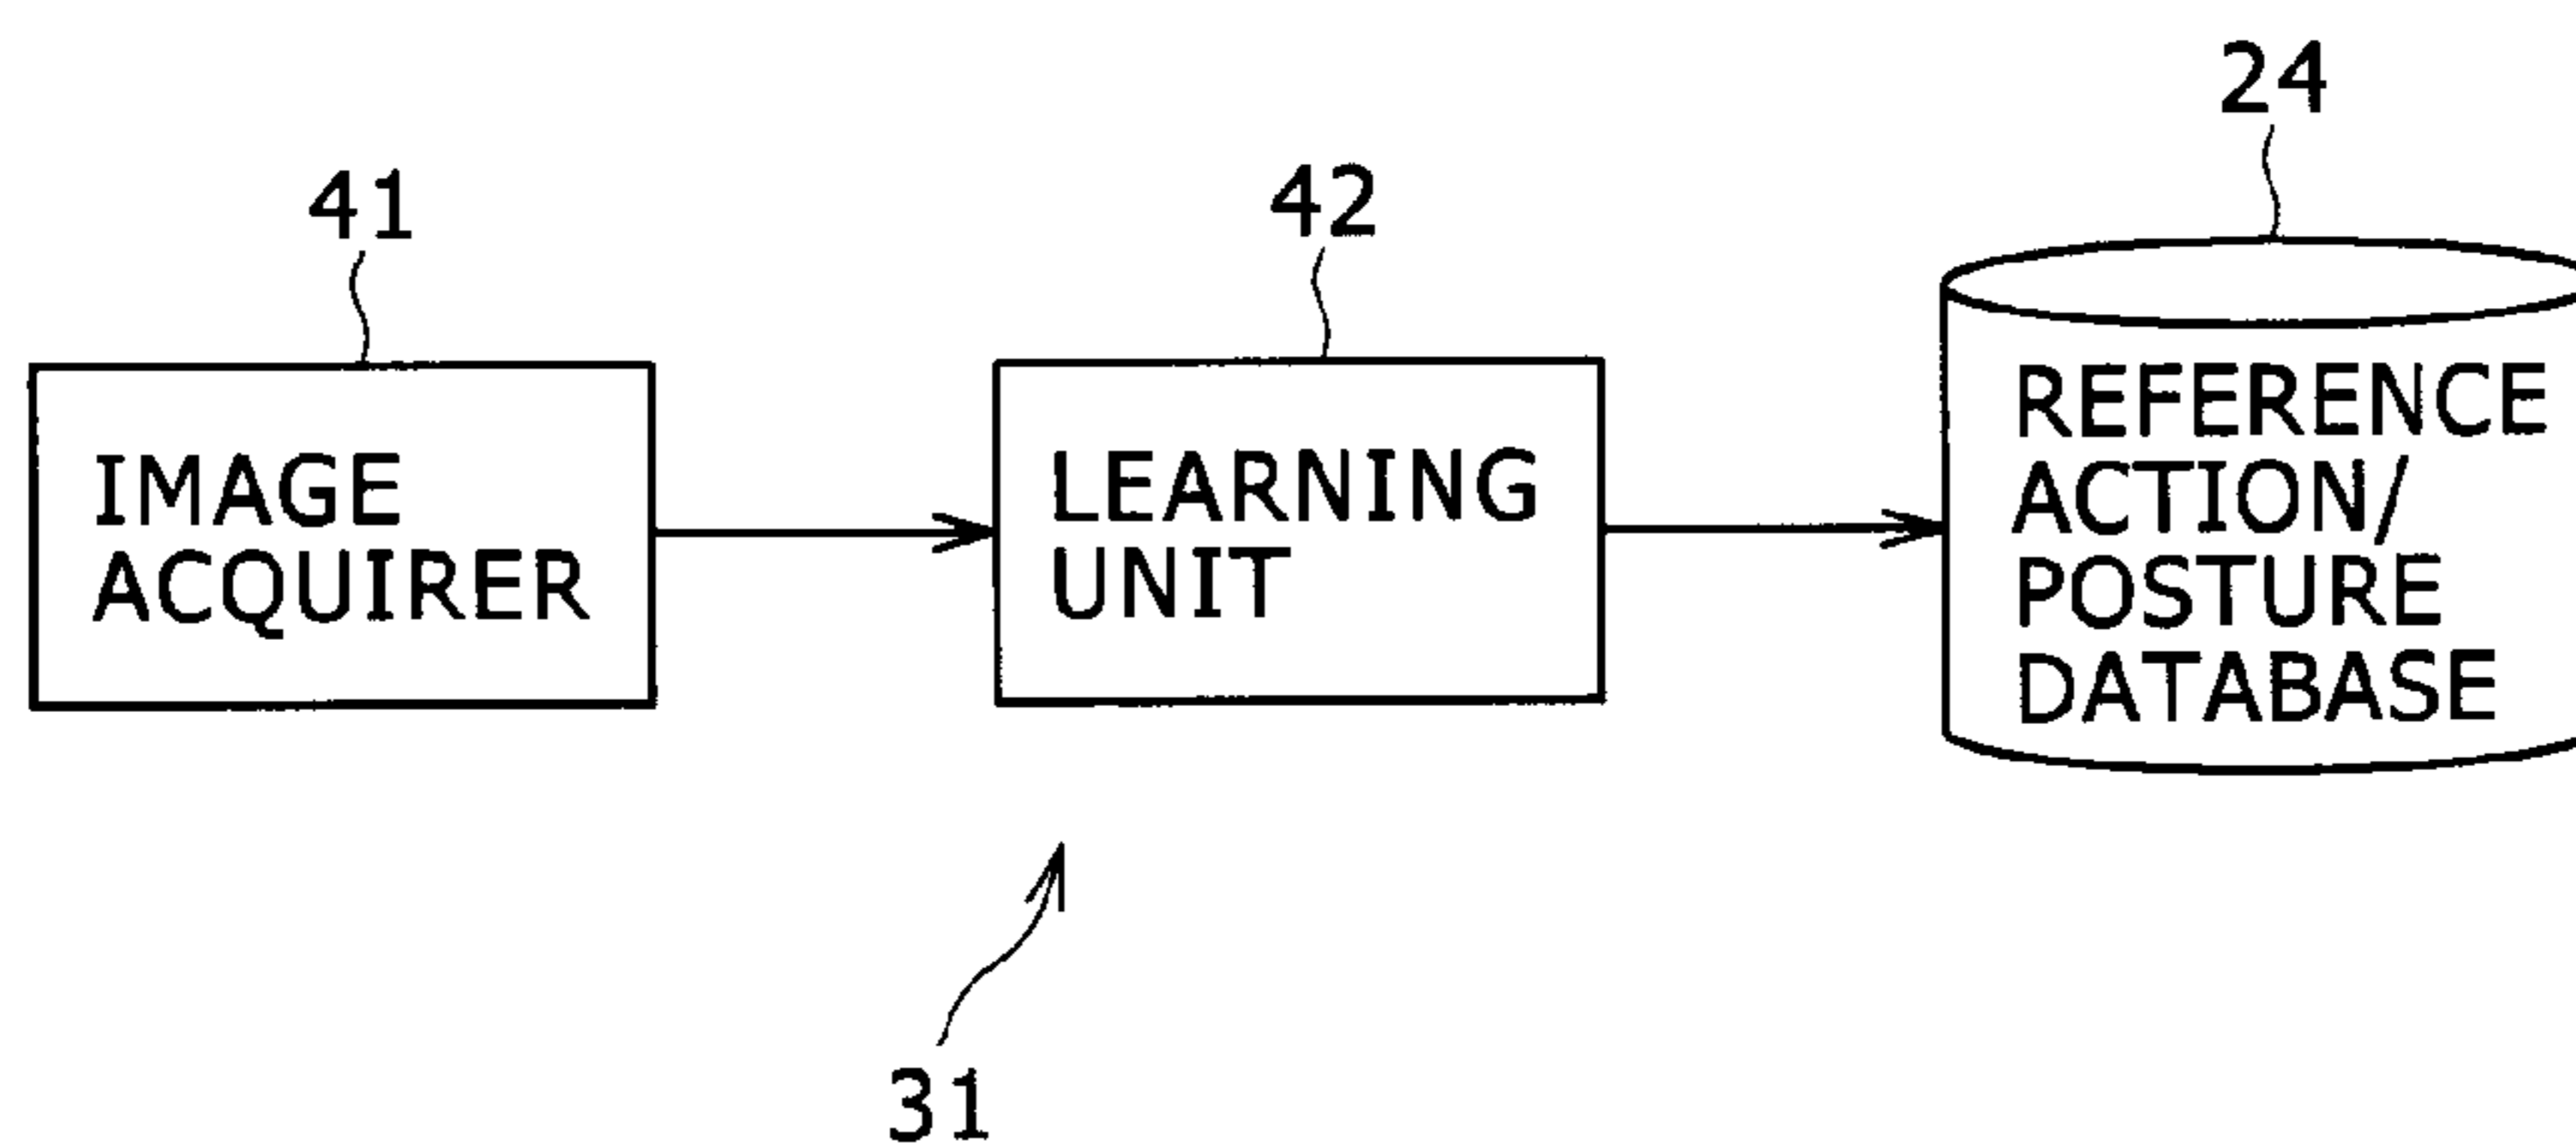 24
41
42
IMAGE
ACQUIRER
LEARNING
UNIT
REFERENCE
ACTION/
POSTURE
DATABASE
31